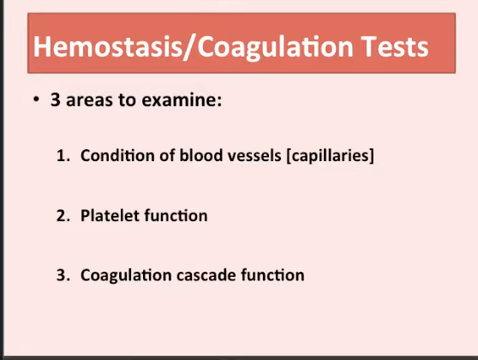 Hemostasis/Coagulation Tests
• 3 areas to examine:
1. Condition of blood vessels [capillaries]
2. Platelet function
3. Coagulation cascade function